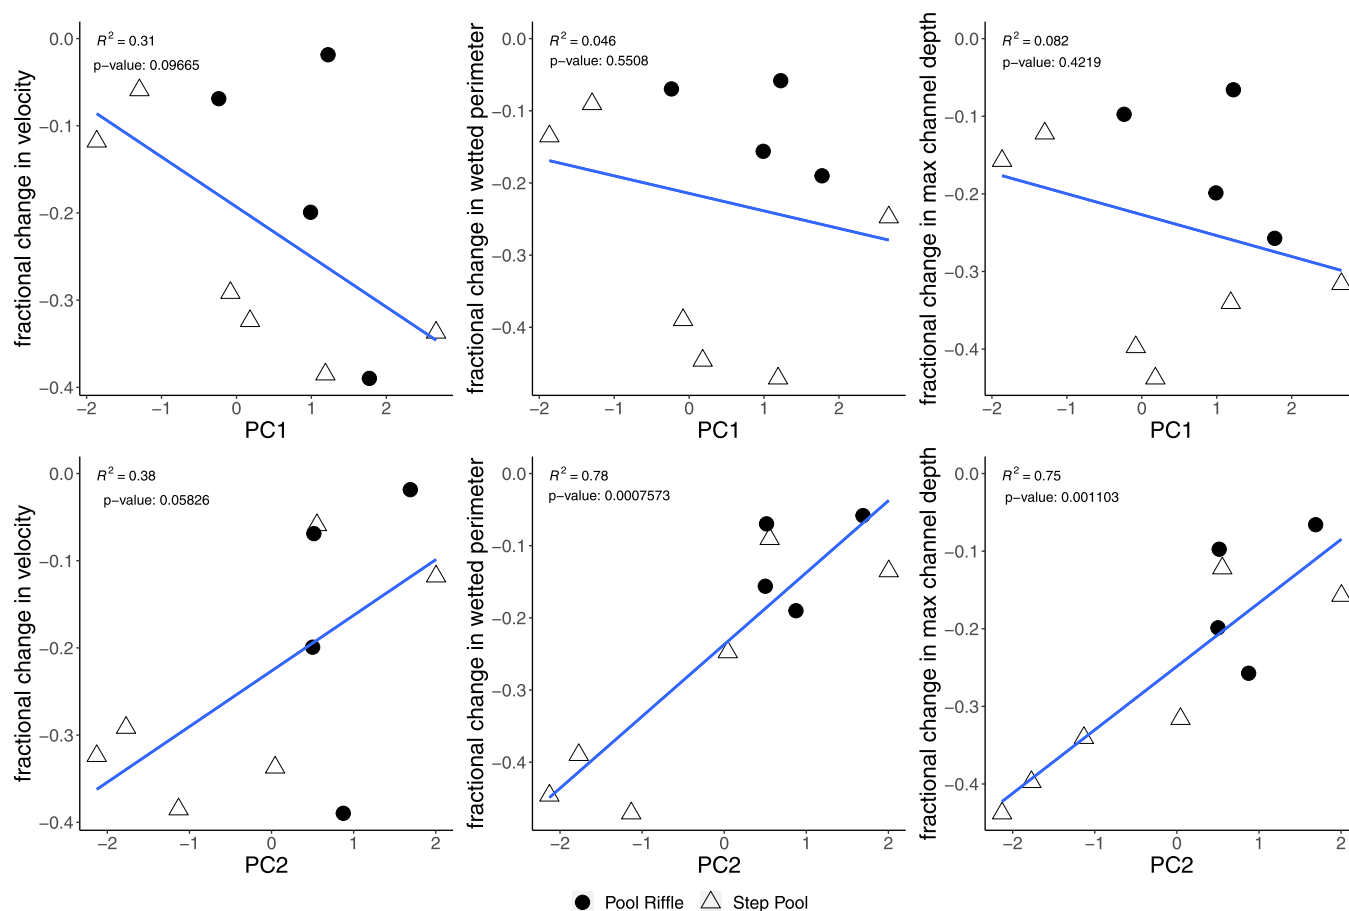 R² = 0.31
p−value: 0.09665
fractional change in velocity
0.0
−0.1
−0.2
−0.3
−0.4
−2 −1 0 1 2
PC1
R² = 0.046
p−value: 0.5508
fractional change in wetted perimeter
0.0
−0.1
−0.2
−0.3
−0.4
−2 −1 0 1 2
PC1
R² = 0.082
p−value: 0.4219
fractional change in max channel depth
0.0
−0.1
−0.2
−0.3
−0.4
−2 −1 0 1 2
PC1
R² = 0.38
p−value: 0.05826
fractional change in velocity
0.0
−0.1
−0.2
−0.3
−0.4
−2 −1 0 1 2
PC2
R² = 0.78
p−value: 0.0007573
fractional change in wetted perimeter
0.0
−0.1
−0.2
−0.3
−0.4
−2 −1 0 1 2
PC2
R² = 0.75
p−value: 0.001103
fractional change in max channel depth
0.0
−0.1
−0.2
−0.3
−0.4
−2 −1 0 1 2
PC2
Pool Riffle Step Pool